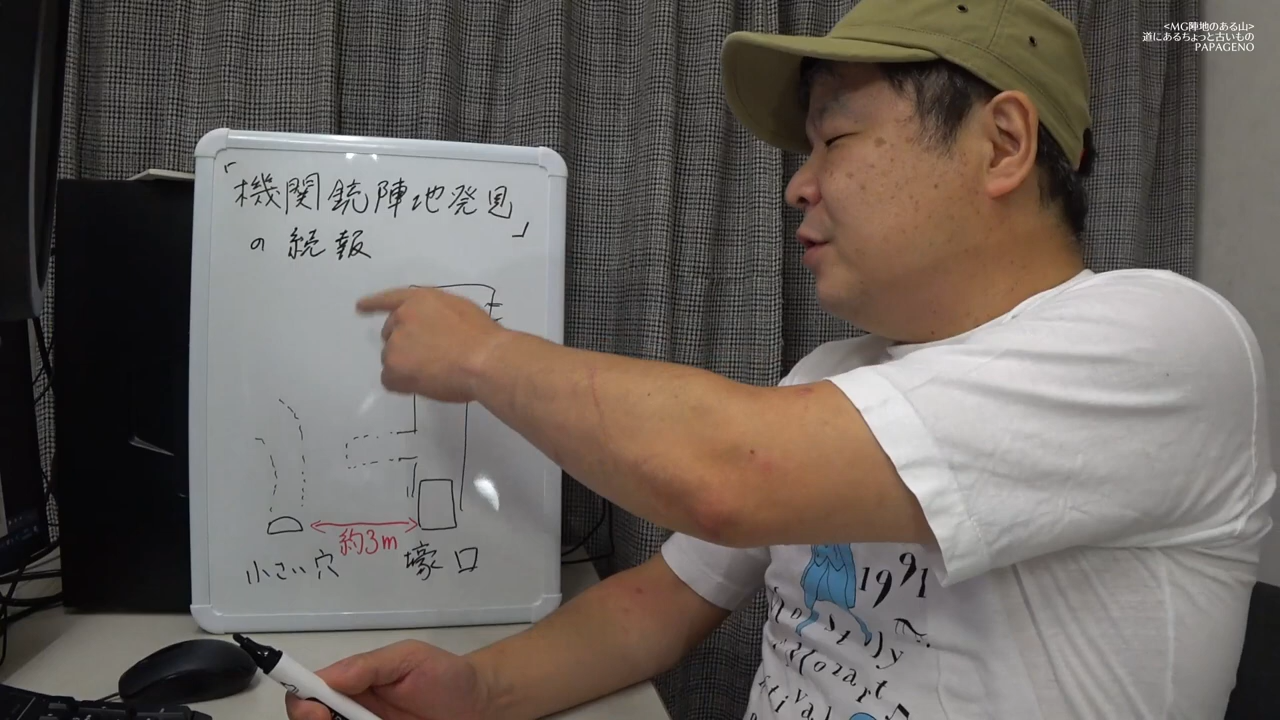 <MG陣地のある山>
道にあるちょっと古いもの
PAPAGENO
「機関銃陣地発見」
の続報
約3m
小さい穴
壕口
1991